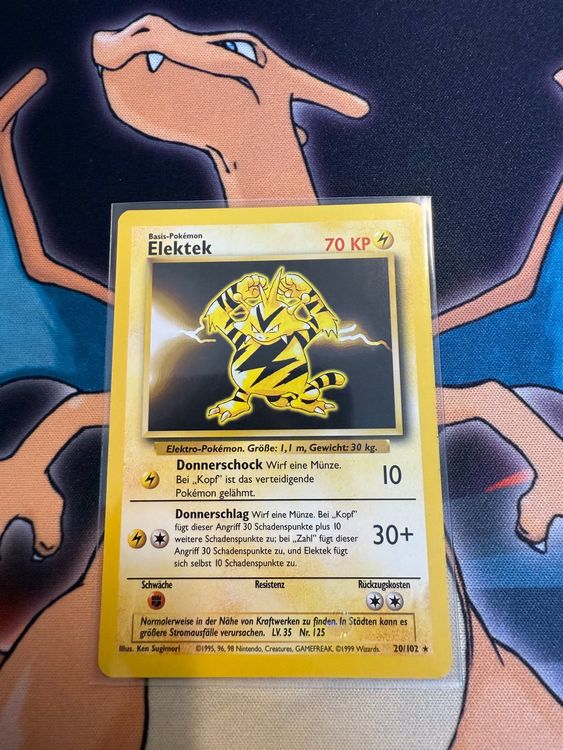 Basis-Pokémon
Elektek 70 KP
Elektro-Pokémon. Größe: 1,1 m, Gewicht: 30 kg.
Donnerschock Wirf eine Münze.
Bei „Kopf" ist das verteidigende
Pokémon gelähmt.
10
Donnerschlag Wirf eine Münze. Bei „Kopf"
fügt dieser Angriff 30 Schadenspunkte plus 10
weitere Schadenspunkte zu; bei „Zahl" fügt dieser
Angriff 30 Schadenspunkte zu, und Elektek fügt
sich selbst 10 Schadenspunkte zu.
30+
Schwäche Resistenz Rückzugskosten
Normalerweise in der Nähe von Kraftwerken zu finden. In Städten kann es
größere Stromausfälle verursachen. LV. 35 Nr. 125
Illus. Ken Sugimori ©1995, 96, 98 Nintendo, Creatures, GAMEFREAK. ©1999 Wizards. 20/102 ★